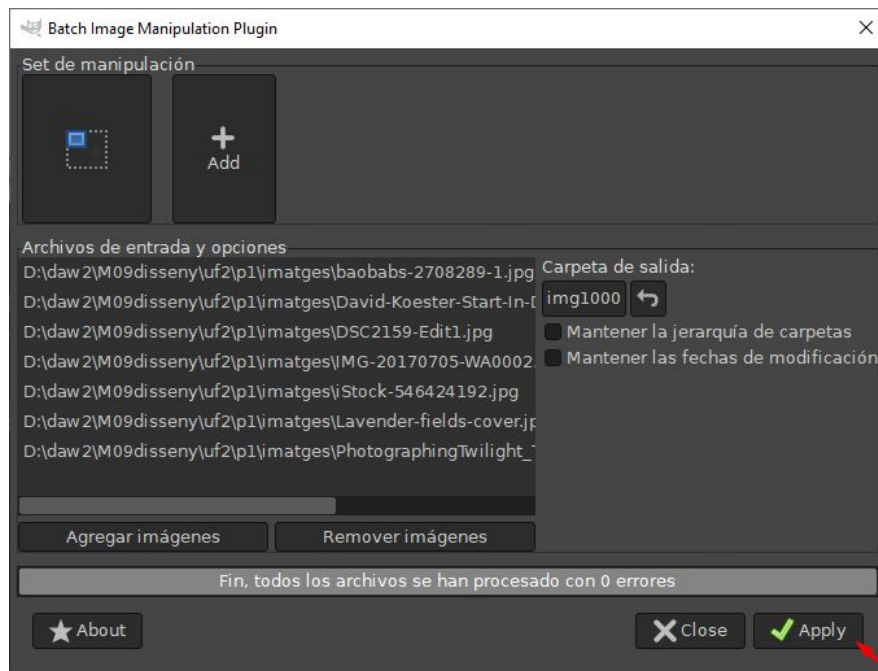 Batch Image Manipulation Plugin
Set de manipulación
Add
Archivos de entrada y opciones
D:\daw2\M09disseny\uf2\p1\imatges\baobabs-2708289-1.jpg
D:\daw2\M09disseny\uf2\p1\imatges\David-Koester-Start-In-
D:\daw2\M09disseny\uf2\p1\imatges\DSC2159-Edit1.jpg
D:\daw2\M09disseny\uf2\p1\imatges\IMG-20170705-WA0002.
D:\daw2\M09disseny\uf2\p1\imatges\iStock-546424192.jpg
D:\daw2\M09disseny\uf2\p1\imatges\Lavender-fields-cover.jp
D:\daw2\M09disseny\uf2\p1\imatges\PhotographingTwilight_
Carpeta de salida:
img1000
Mantener la jerarquía de carpetas
Mantener las fechas de modificación
Agregar imágenes
Remover imágenes
Fin, todos los archivos se han procesado con 0 errores
About
Close
Apply